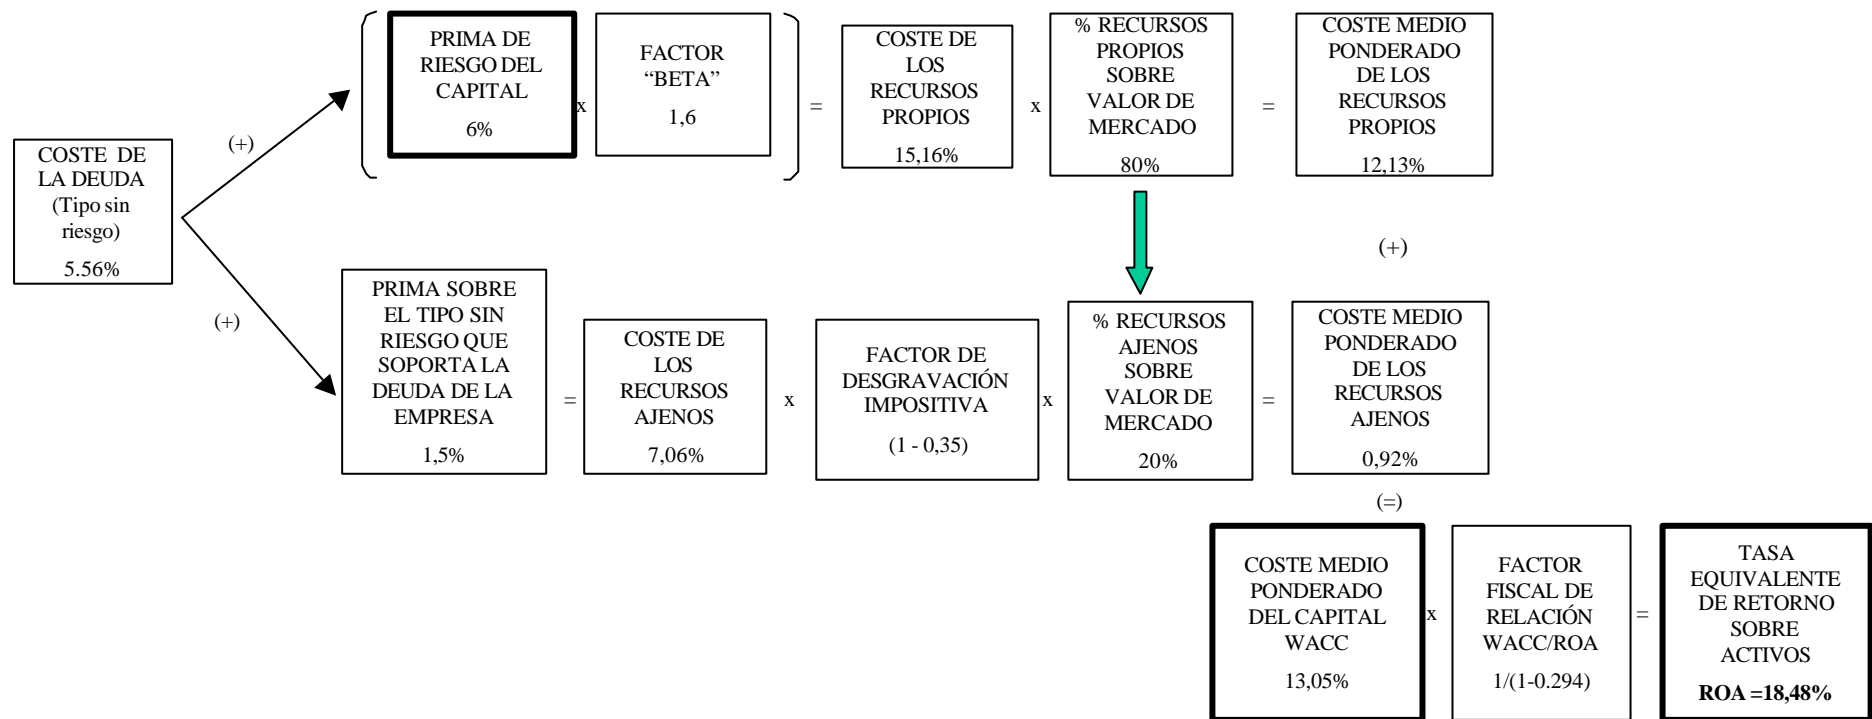 COSTE DE
LA DEUDA
(Tipo sin
riesgo)
5.56%
(+)
(+)
PRIMA DE
RIESGO DEL
CAPITAL
6%
x
FACTOR
“BETA”
1,6
=
COSTE DE
LOS
RECURSOS
PROPIOS
15,16%
x
% RECURSOS
PROPIOS
SOBRE
VALOR DE
MERCADO
80%
=
COSTE MEDIO
PONDERADO
DE LOS
RECURSOS
PROPIOS
12,13%
(+)
PRIMA SOBRE
EL TIPO SIN
RIESGO QUE
SOPORTA LA
DEUDA DE LA
EMPRESA
1,5%
=
COSTE DE
LOS
RECURSOS
AJENOS
7,06%
x
FACTOR DE
DESGRAVACIÓN
IMPOSITIVA
(1 - 0,35)
x
% RECURSOS
AJENOS
SOBRE
VALOR DE
MERCADO
20%
=
COSTE MEDIO
PONDERADO
DE LOS
RECURSOS
AJENOS
0,92%
(=)
COSTE MEDIO
PONDERADO
DEL CAPITAL
WACC
13,05%
x
FACTOR
FISCAL DE
RELACIÓN
WACC/ROA
1/(1-0.294)
=
TASA
EQUIVALENTE
DE RETORNO
SOBRE
ACTIVOS
ROA =18,48%